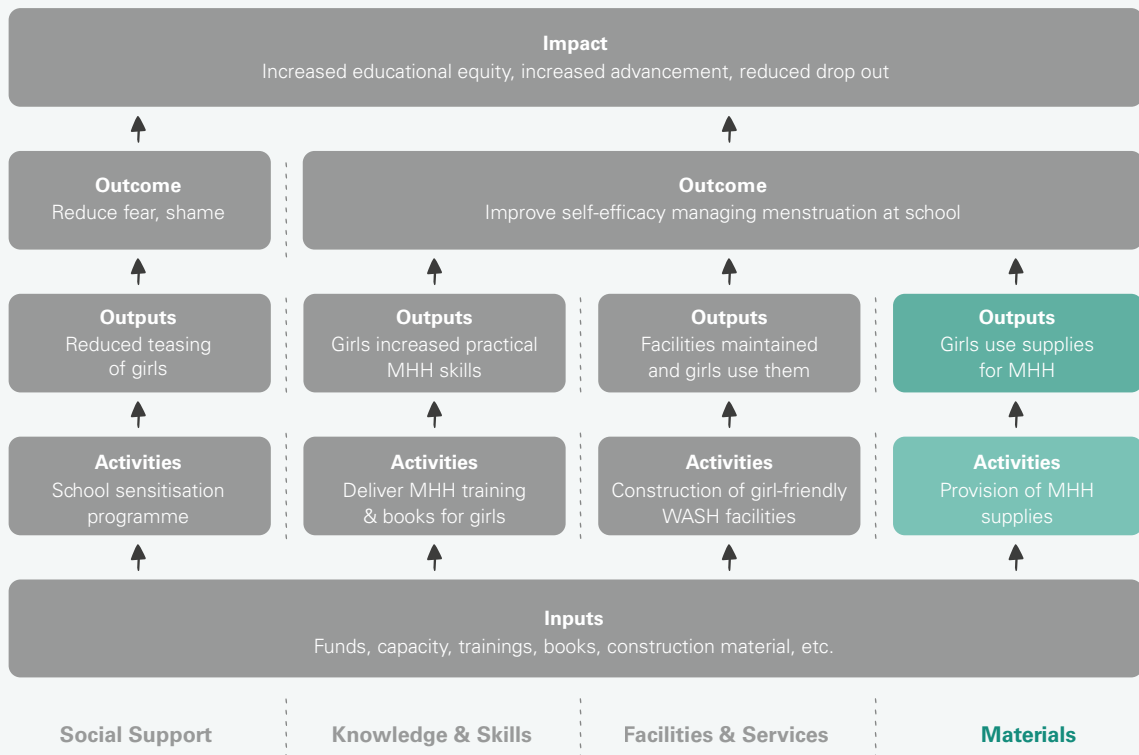 Impact
Increased educational equity, increased advancement, reduced drop out
Outcome
Reduce fear, shame
Outcome
Improve self-efficacy managing menstruation at school
Outputs
Reduced teasing
of girls
Outputs
Girls increased practical
MHH skills
Outputs
Facilities maintained
and girls use them
Outputs
Girls use supplies
for MHH
Activities
School sensitisation
programme
Activities
Deliver MHH training
& books for girls
Activities
Construction of girl-friendly
WASH facilities
Activities
Provision of MHH
supplies
Inputs
Funds, capacity, trainings, books, construction material, etc.
Social Support
Knowledge & Skills
Facilities & Services
Materials